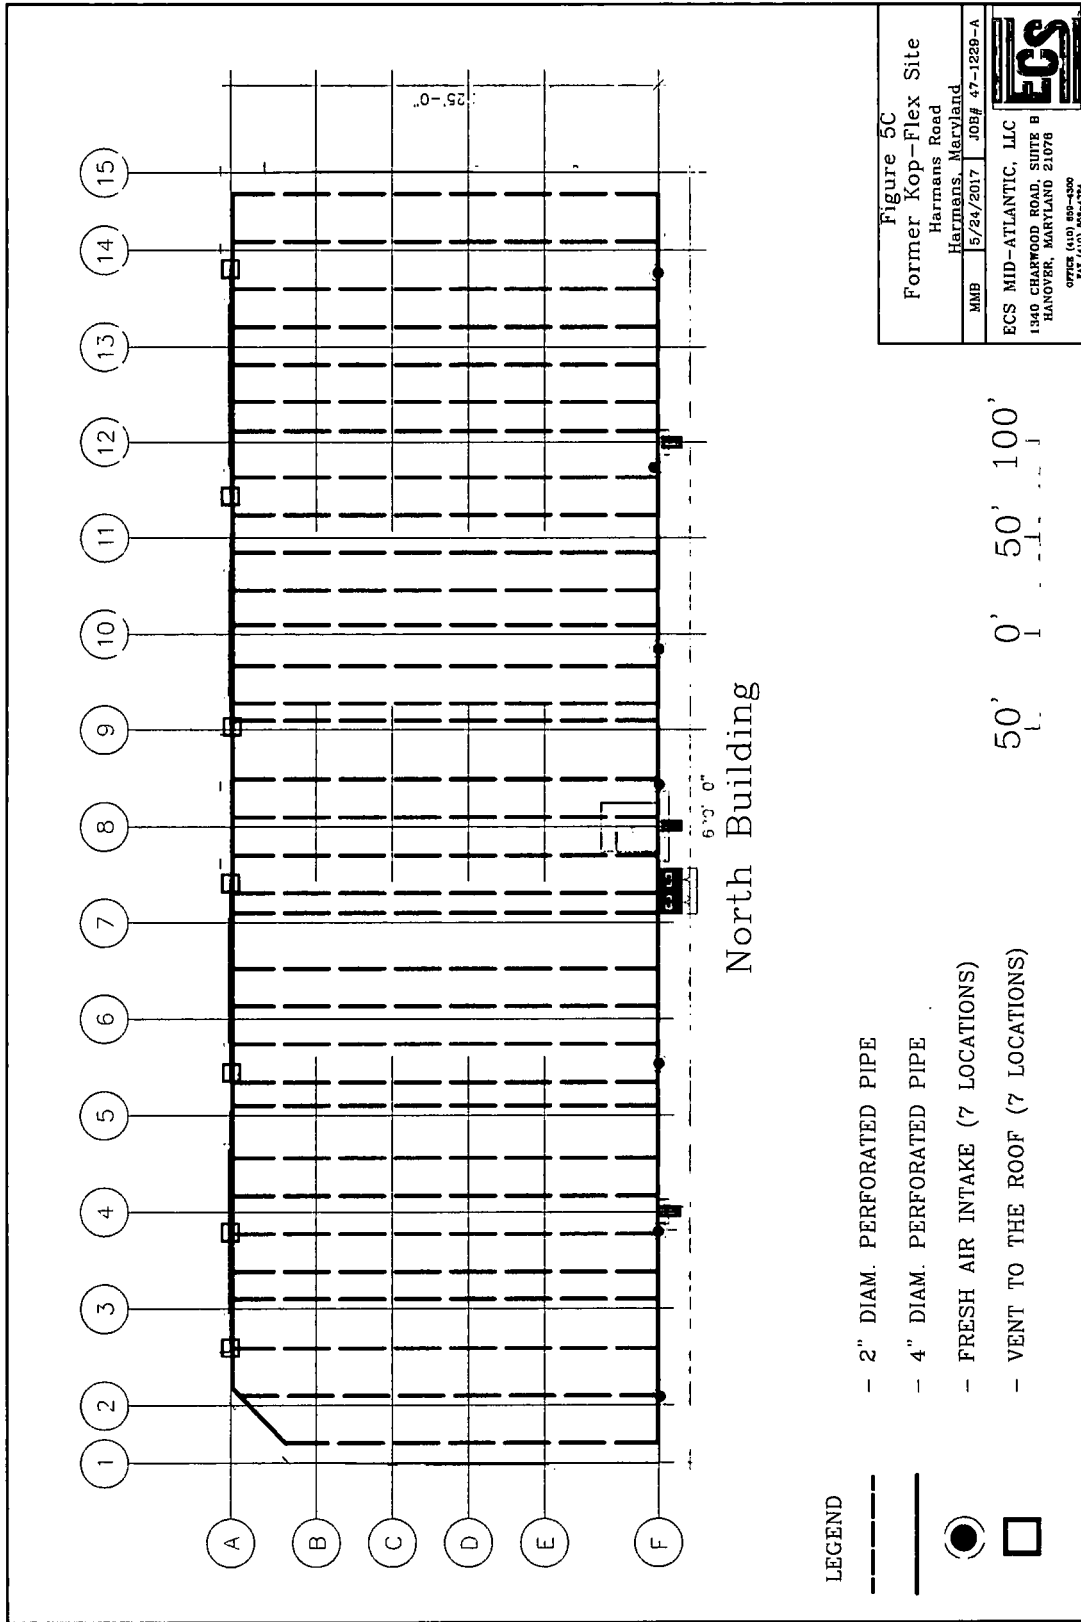 15
14
13
12
11
10
9
8
7
6
5
4
3
2
1
A
B
C
D
E
F
25'-0"
0"
North Building
LEGEND
- 2" DIAM. PERFORATED PIPE
- 4" DIAM. PERFORATED PIPE
- FRESH AIR INTAKE (7 LOCATIONS)
- VENT TO THE ROOF (7 LOCATIONS)
50' 0' 50' 100'
Figure 5C
Former Kop-Flex Site
Harmans Road
Harmans, Maryland
MMB 5/24/2017 JOB# 47-1229-A
ECS MID-ATLANTIC, LLC
1340 CHARWOOD ROAD, SUITE B
HANOVER, MARYLAND 21076
OFFICE (410) 859-4300
ECS